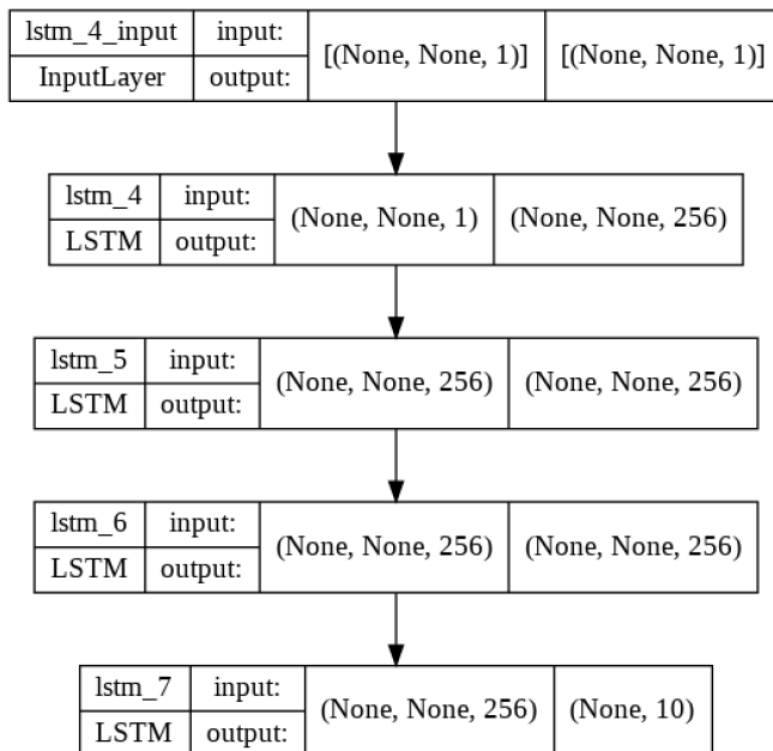 lstm_4_input input: [(None, None, 1)] [(None, None, 1)]
InputLayer output:
lstm_4 input: (None, None, 1) (None, None, 256)
LSTM output:
lstm_5 input: (None, None, 256) (None, None, 256)
LSTM output:
lstm_6 input: (None, None, 256) (None, None, 256)
LSTM output:
lstm_7 input: (None, None, 256) (None, 10)
LSTM output: